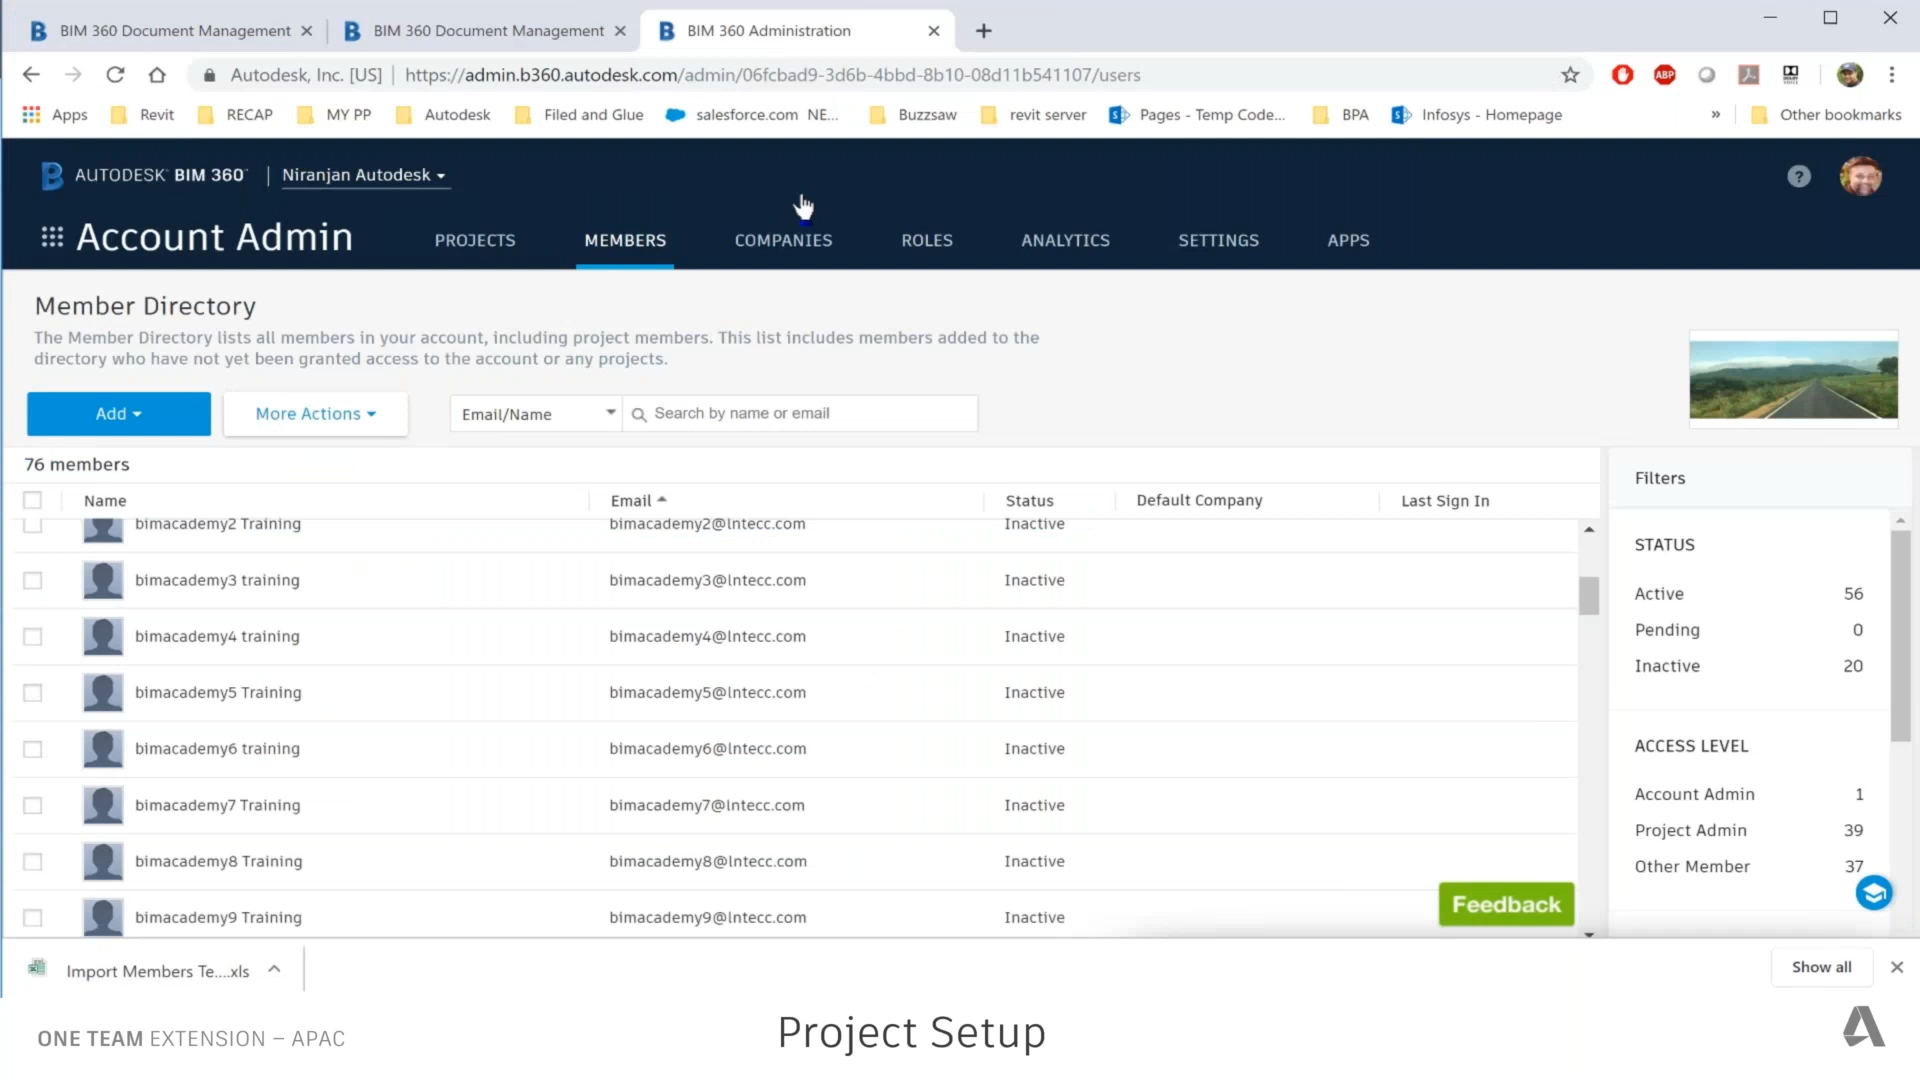 BIM 360 Document Management
BIM 360 Document Management
BIM 360 Administration
Autodesk, Inc. [US] | https://admin.b360.autodesk.com/admin/06fcbad9-3d6b-4bbd-8b10-08d11b541107/users
ABP
Apps Revit RECAP MY PP Autodesk Filed and Glue salesforce.com NE... Buzzsaw revit server Pages - Temp Code... BPA Infosys - Homepage » Other bookmarks
AUTODESK BIM 360 | Niranjan Autodesk
Account Admin PROJECTS MEMBERS COMPANIES ROLES ANALYTICS SETTINGS APPS
Member Directory
The Member Directory lists all members in your account, including project members. This list includes members added to the
directory who have not yet been granted access to the account or any projects.
Add More Actions Email/Name Search by name or email
76 members
Name Email Status Default Company Last Sign In
bimacademy2 Training bimacademy2@lntecc.com Inactive
bimacademy3 training bimacademy3@lntecc.com Inactive
bimacademy4 training bimacademy4@lntecc.com Inactive
bimacademy5 Training bimacademy5@lntecc.com Inactive
bimacademy6 training bimacademy6@lntecc.com Inactive
bimacademy7 Training bimacademy7@lntecc.com Inactive
bimacademy8 Training bimacademy8@lntecc.com Inactive
bimacademy9 Training bimacademy9@lntecc.com Inactive
Filters
STATUS
Active 56
Pending 0
Inactive 20
ACCESS LEVEL
Account Admin 1
Project Admin 39
Other Member 37
Feedback
Import Members Te....xls Show all
ONE TEAM EXTENSION – APAC
Project Setup